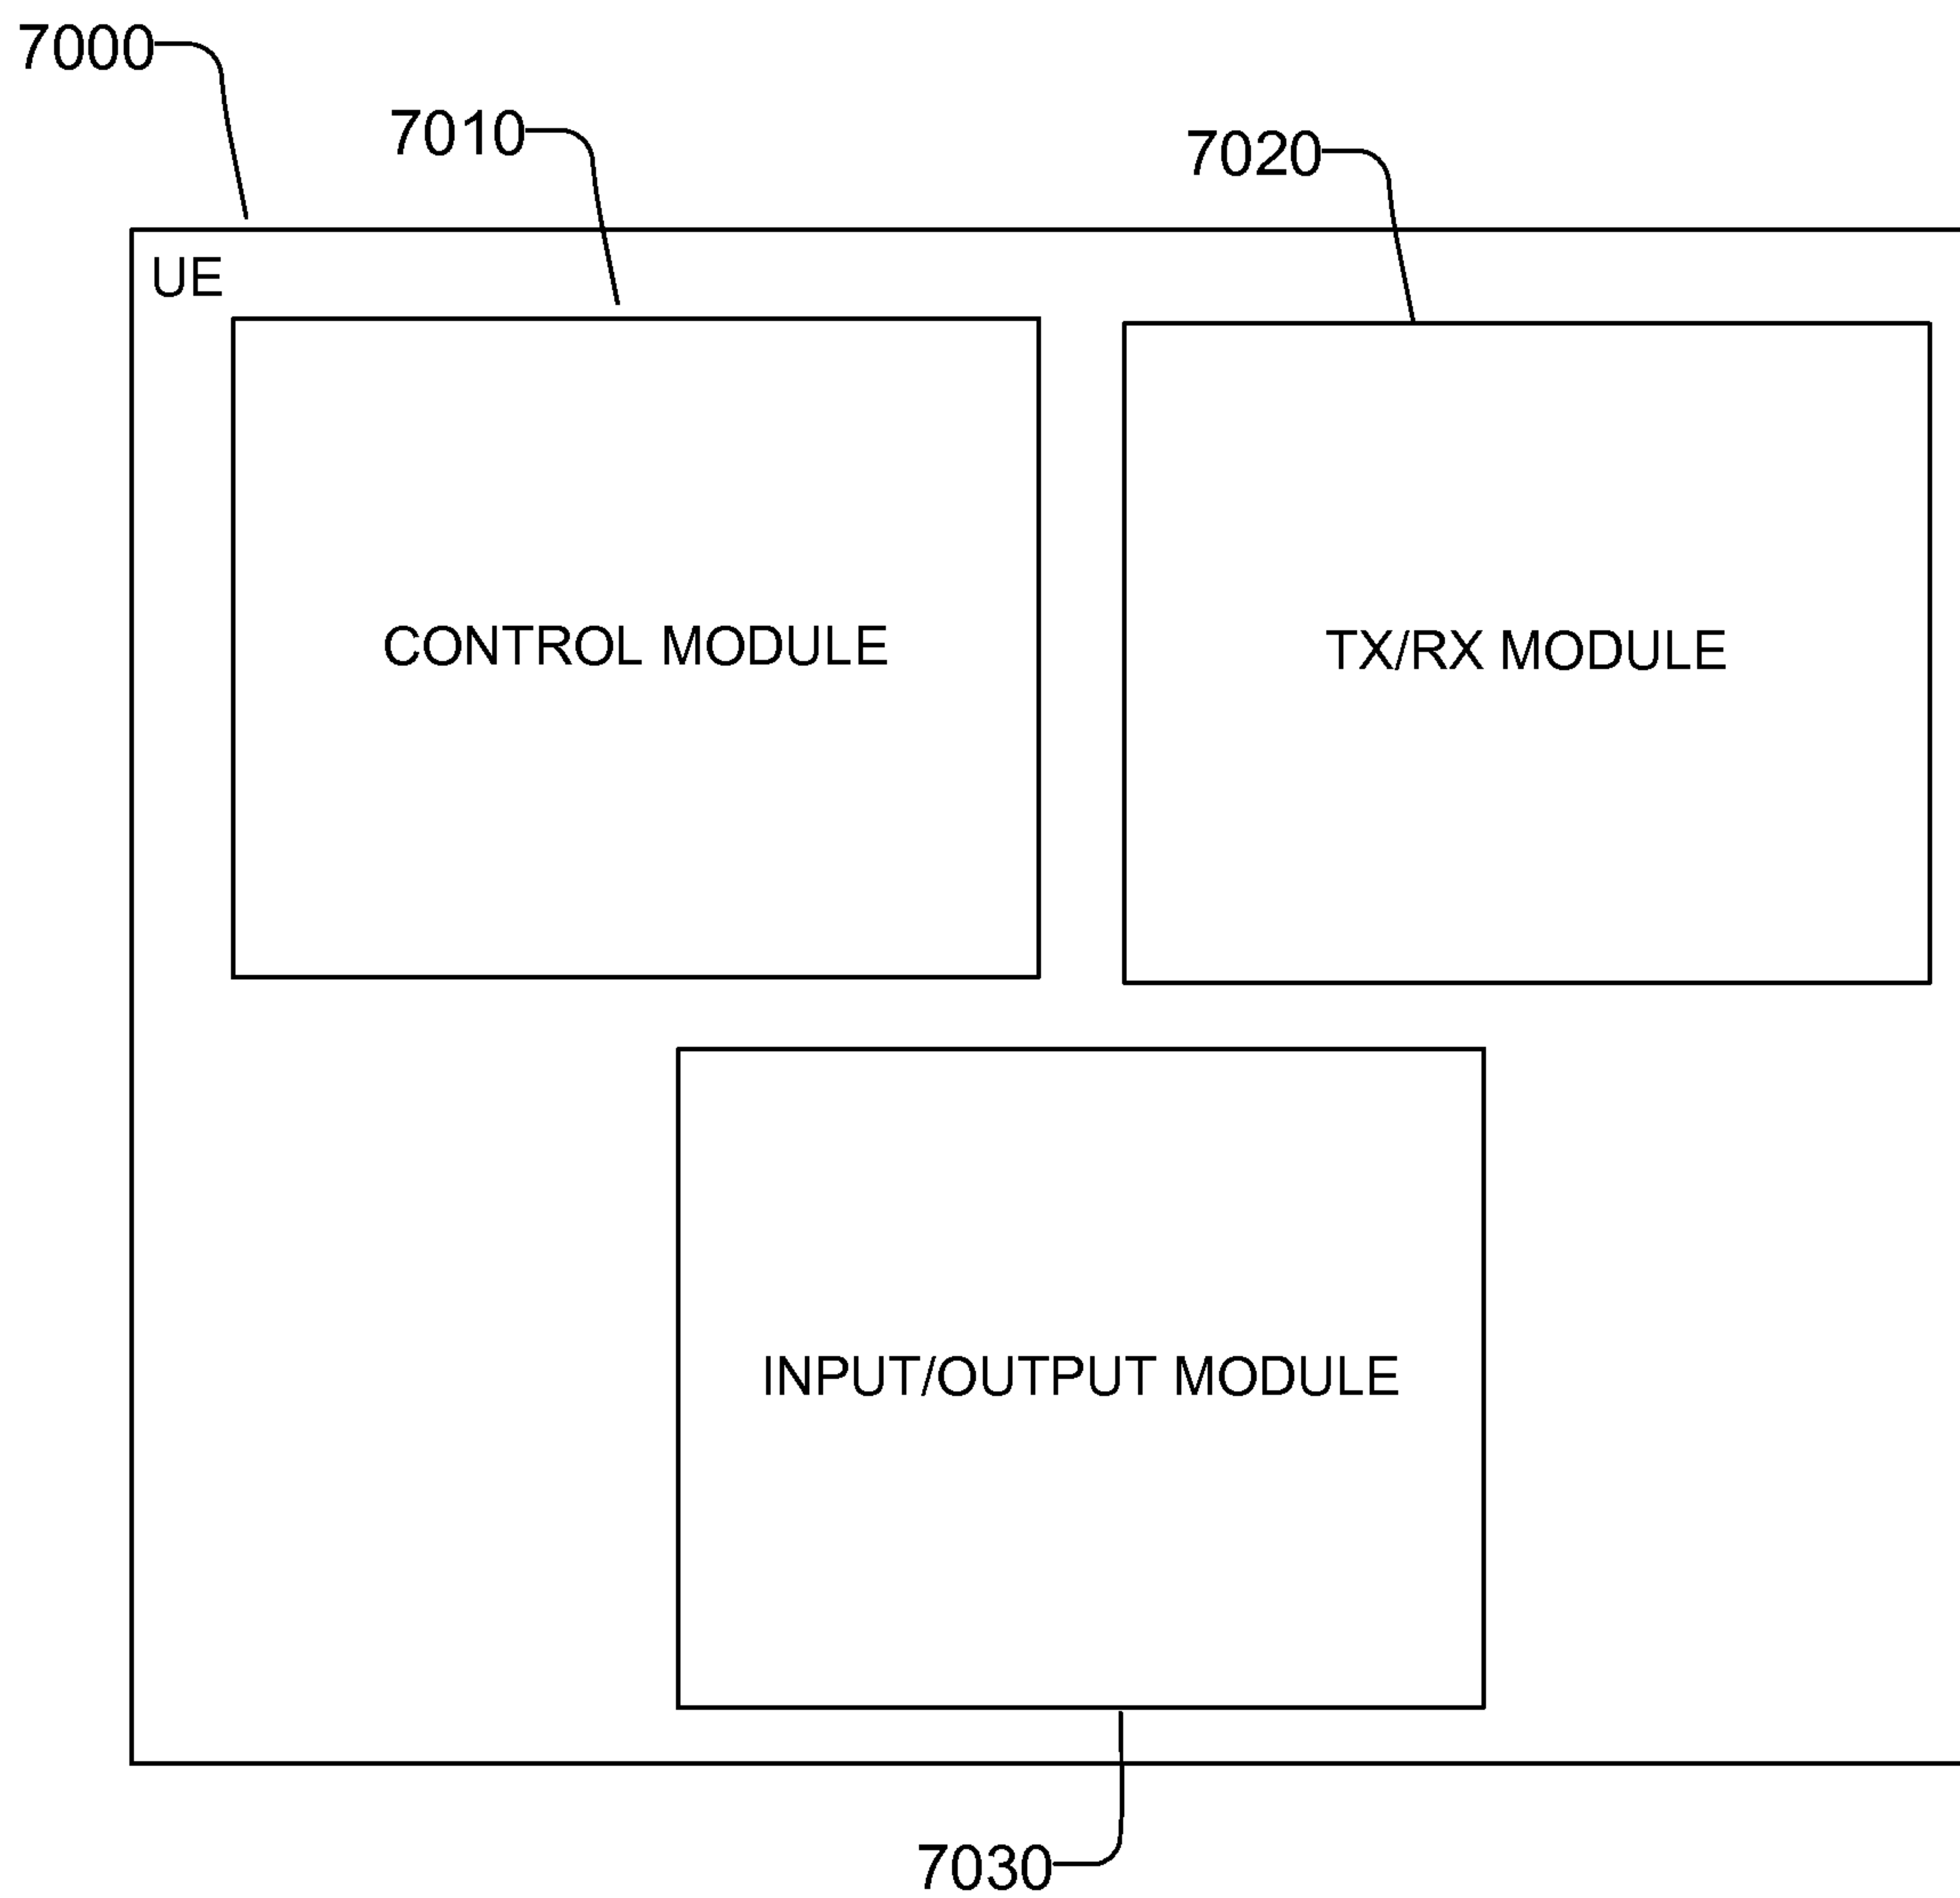 7000
7010
7020
UE
CONTROL MODULE
TX/RX MODULE
INPUT/OUTPUT MODULE
7030